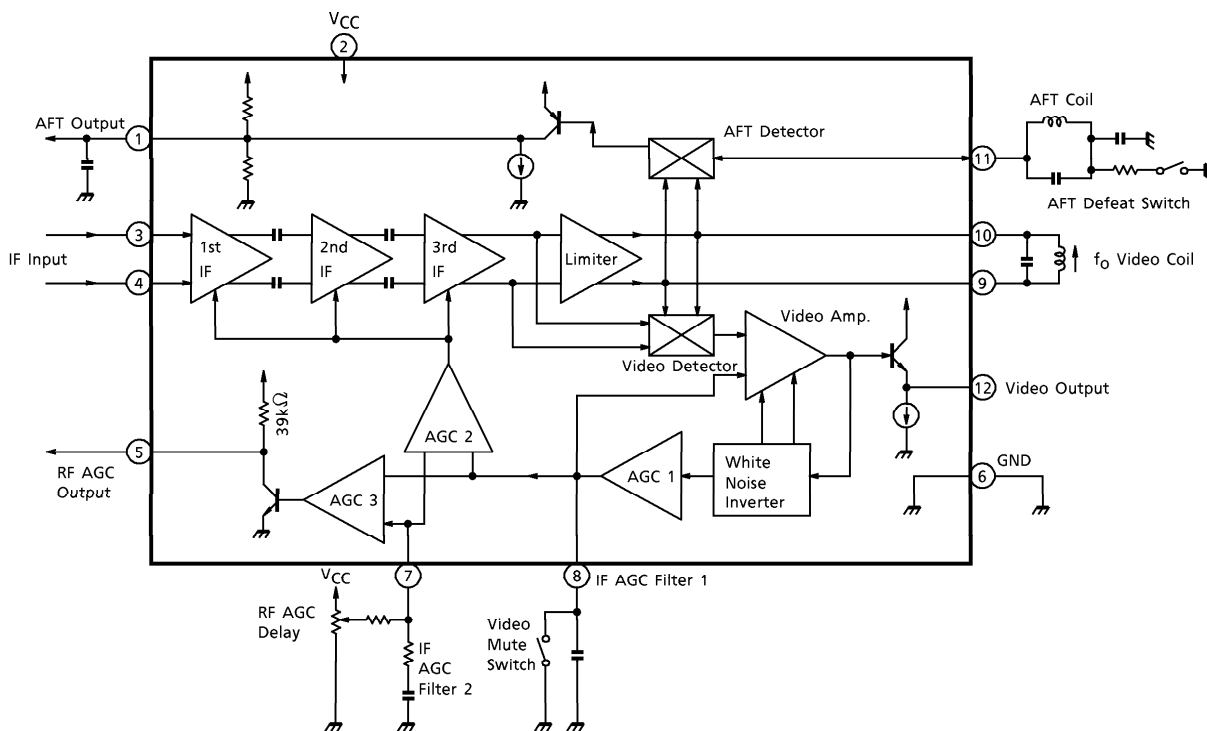 VCC
2
AFT Output
1
AFT Detector
AFT Coil
11
AFT Defeat Switch
IF Input
3
4
1st
IF
2nd
IF
3rd
IF
Limiter
10
9
fo Video Coil
Video Detector
Video Amp.
12
Video Output
39kΩ
5
RF AGC
Output
AGC 2
AGC 3
AGC 1
White
Noise
Inverter
6
GND
7
8
IF AGC Filter 1
VCC
RF AGC
Delay
IF
AGC
Filter 2
Video
Mute
Switch